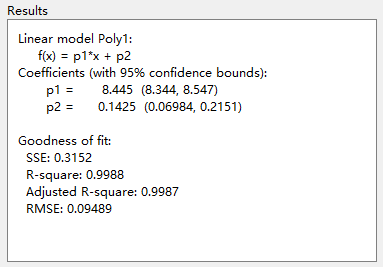 Results
Linear model Poly1:
f(x) = p1*x + p2
Coefficients (with 95% confidence bounds):
p1 = 8.445 (8.344, 8.547)
p2 = 0.1425 (0.06984, 0.2151)
Goodness of fit:
SSE: 0.3152
R-square: 0.9988
Adjusted R-square: 0.9987
RMSE: 0.09489